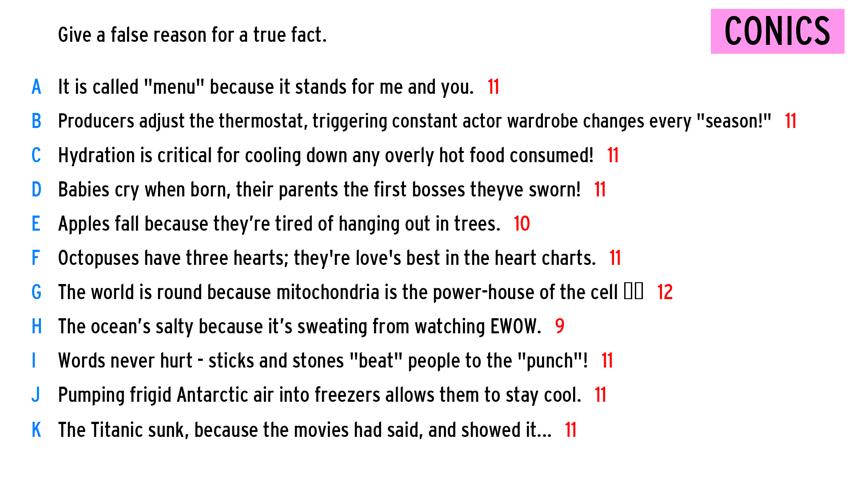 Give a false reason for a true fact.
CONICS
A It is called "menu" because it stands for me and you. 11
B Producers adjust the thermostat, triggering constant actor wardrobe changes every "season!" 11
C Hydration is critical for cooling down any overly hot food consumed! 11
D Babies cry when born, their parents the first bosses theyve sworn! 11
E Apples fall because they’re tired of hanging out in trees. 10
F Octopuses have three hearts; they're love's best in the heart charts. 11
G The world is round because mitochondria is the power-house of the cell ▯▯ 12
H The ocean’s salty because it’s sweating from watching EWOW. 9
I Words never hurt - sticks and stones "beat" people to the "punch"! 11
J Pumping frigid Antarctic air into freezers allows them to stay cool. 11
K The Titanic sunk, because the movies had said, and showed it... 11